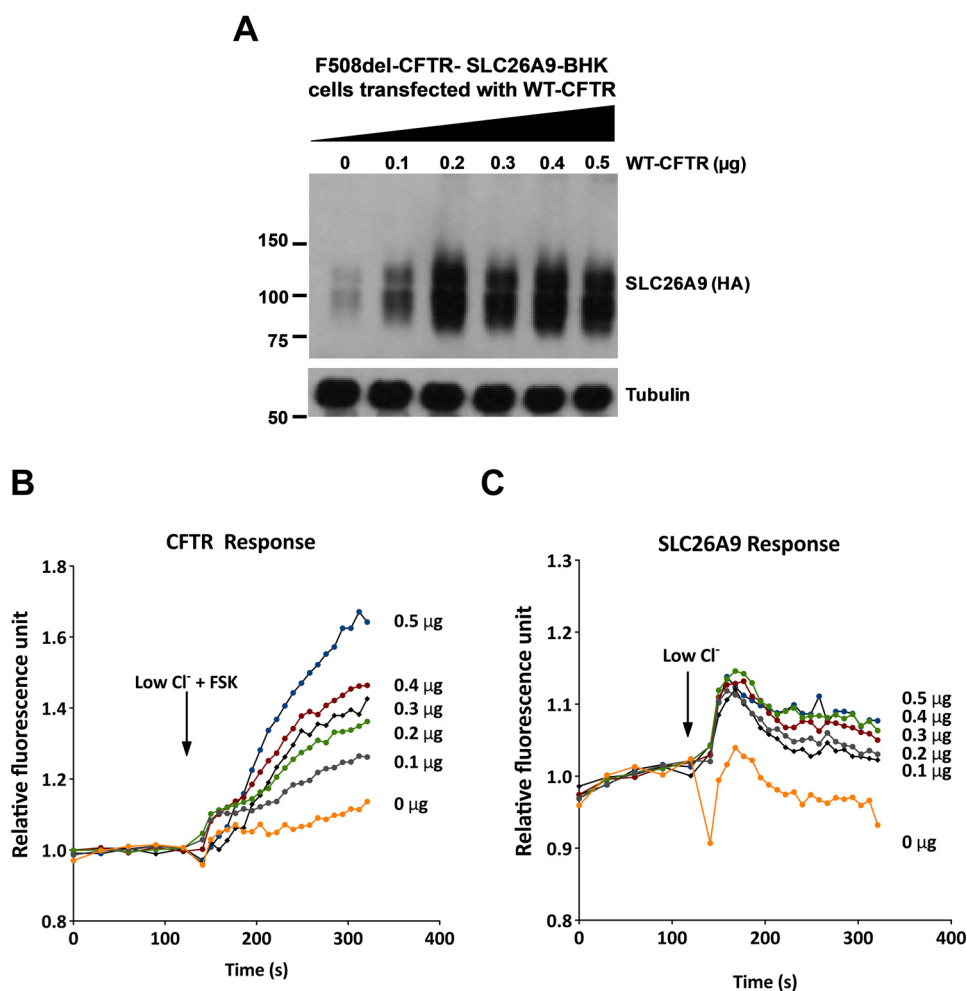 A
F508del-CFTR- SLC26A9-BHK
cells transfected with WT-CFTR
0 0.1 0.2 0.3 0.4 0.5 WT-CFTR (µg)
150
100
75
SLC26A9 (HA)
Tubulin
50
B
CFTR Response
Relative fluorescence unit
1.8
1.6
1.4
1.2
1.0
0.8
Low Cl⁻ + FSK
0.5 µg
0.4 µg
0.3 µg
0.2 µg
0.1 µg
0 µg
0 100 200 300 400
Time (s)
C
SLC26A9 Response
Relative fluorescence unit
1.3
1.2
1.1
1.0
0.9
0.8
Low Cl⁻
0.5 µg
0.4 µg
0.3 µg
0.2 µg
0.1 µg
0 µg
0 100 200 300 400
Time (s)